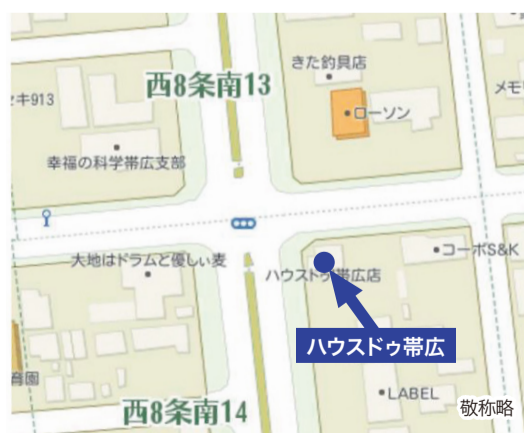 きた釣具店
西8条南13
メモ
キ913
ローソン
幸福の科学帯広支部
大地はドラムと優しぃ麦
コーポS&K
ハウスドゥ帯広店
ハウスドゥ帯広
育園
LABEL
西8条南14
敬称略